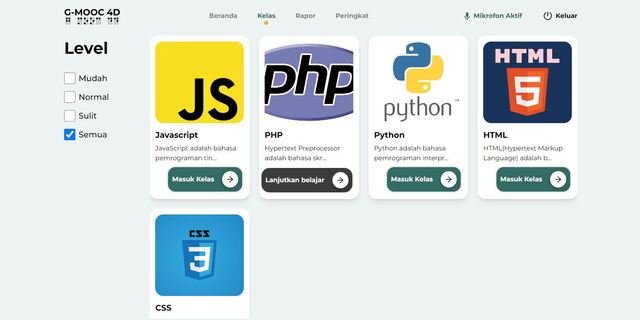 G-MOOC 4D
Beranda
Kelas
Rapor
Peringkat
Mikrofon Aktif
Keluar
Level
Mudah
Normal
Sulit
Semua
JS
Javascript
JavaScript adalah bahasa
pemrograman tin...
Masuk Kelas
php
PHP
Hypertext Preprocessor
adalah bahasa skr...
Lanjutkan belajar
python
Python
Python adalah bahasa
pemrograman interpr...
Masuk Kelas
HTML
5
HTML
HTML(Hypertext Markup
Language) adalah b...
Masuk Kelas
CSS
3
CSS